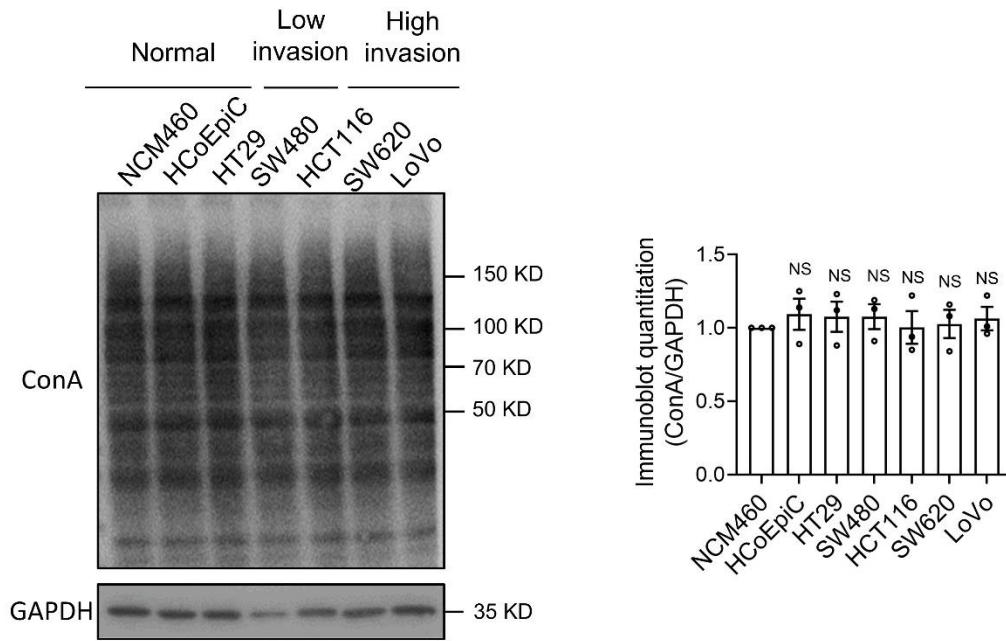 Normal
Low invasion
High invasion
NCM460
HCoEpiC
HT29
SW480
HCT116
SW620
LoVo
ConA
150 KD
100 KD
70 KD
50 KD
GAPDH
35 KD
Immunoblot quantitation
(ConA/GAPDH)
1.5
1.0
0.5
0.0
NS
NS
NS
NS
NS
NS
NCM460
HCoEpiC
HT29
SW480
HCT116
SW620
LoVo